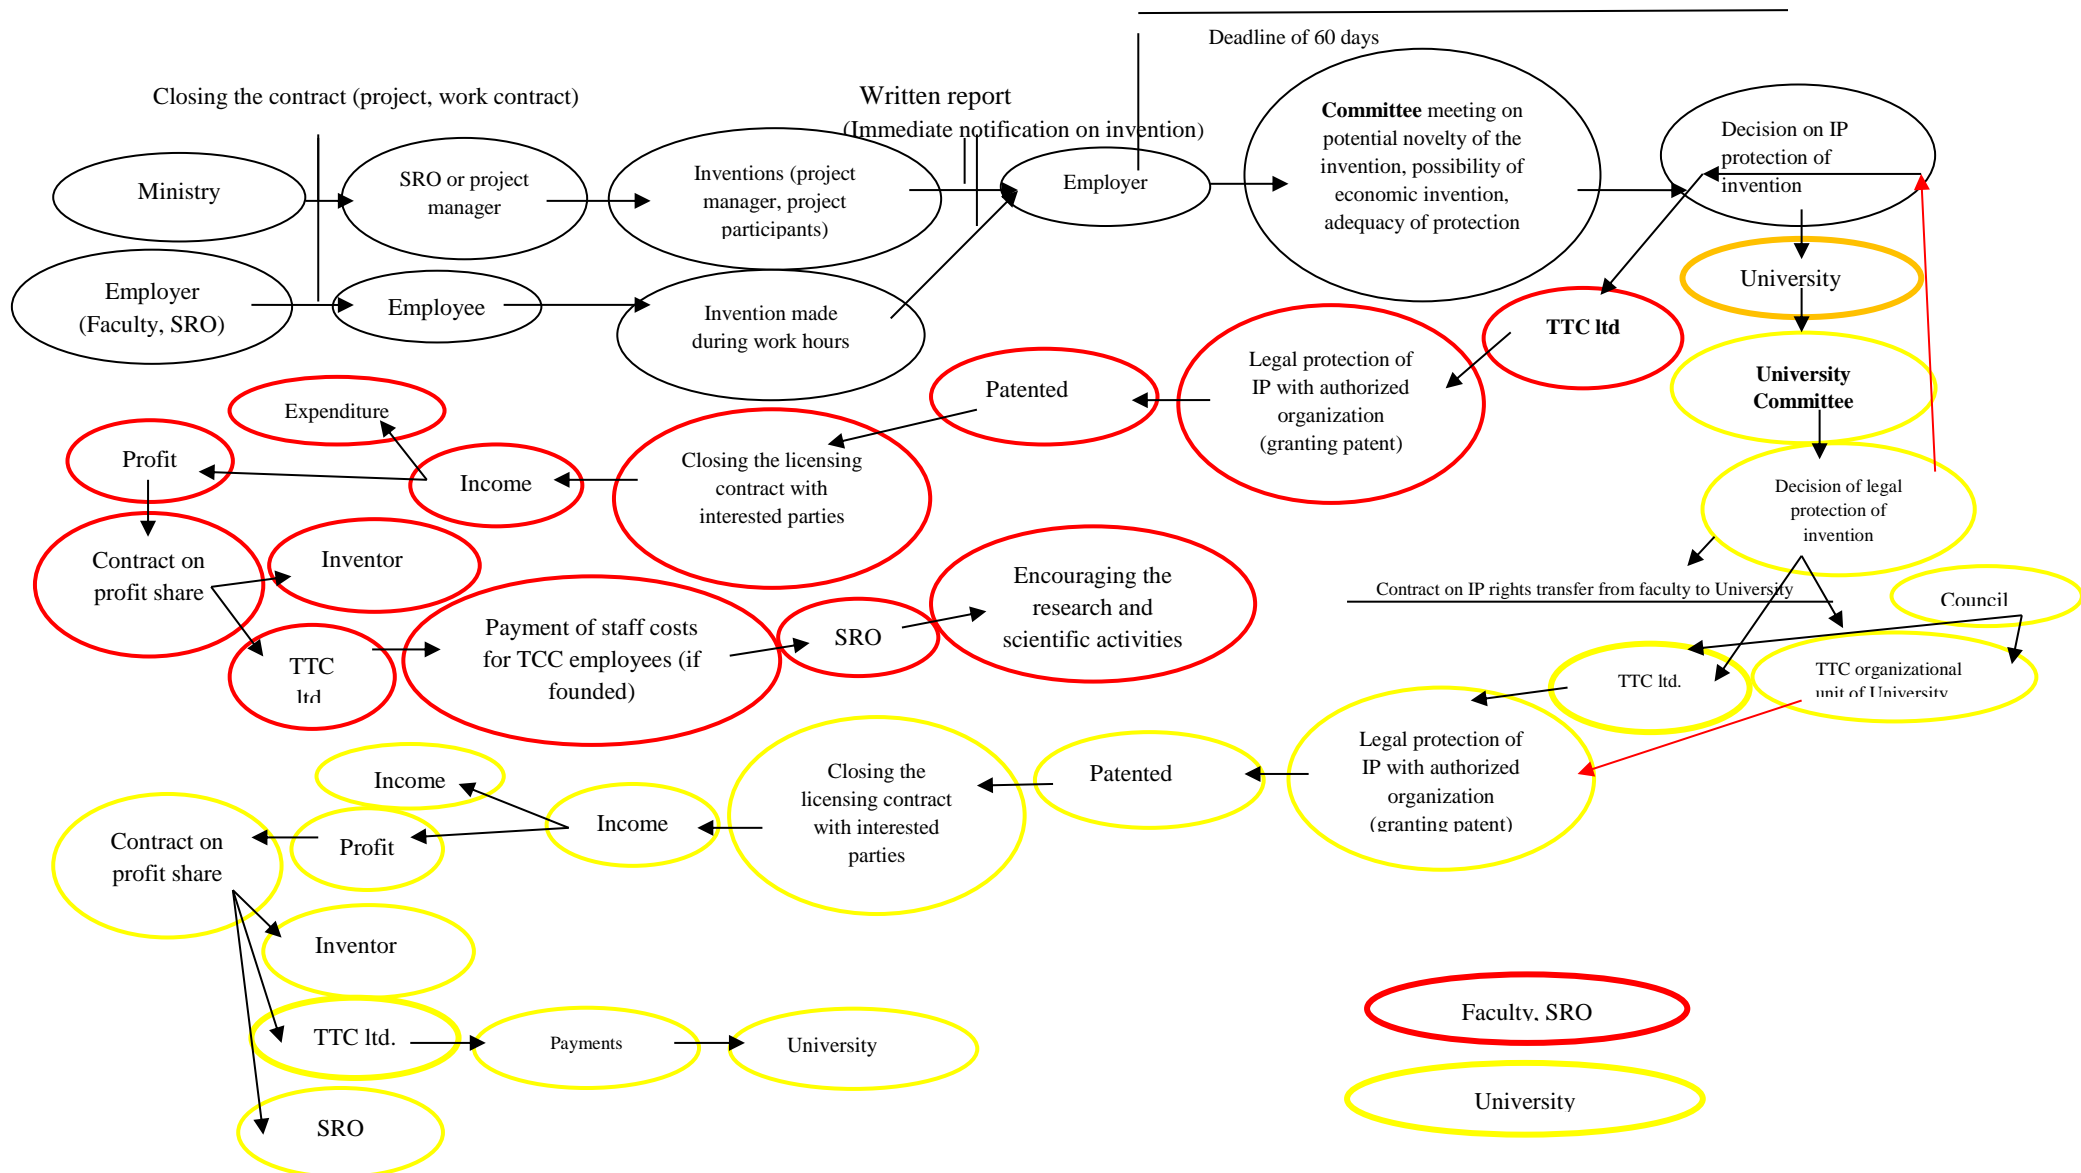 Deadline of 60 days
Closing the contract (project, work contract)
Written report
(Immediate notification on invention)
Ministry
SRO or project
manager
Inventions (project
manager, project
participants)
Employer
Committee meeting on
potential novelty of the
invention, possibility of
economic invention,
adequacy of protection
Decision on IP
protection of
invention
Employer
(Faculty, SRO)
Employee
Invention made
during work hours
University
TTC ltd
Legal protection of
IP with authorized
organization
(granting patent)
Patented
University
Committee
Expenditure
Profit
Income
Closing the licensing
contract with
interested parties
Decision of legal
protection of
invention
Contract on
profit share
Inventor
Encouraging the
research and
scientific activities
Contract on IP rights transfer from faculty to University
Council
TTC
ltd
Payment of staff costs
for TCC employees (if
founded)
SRO
TTC ltd.
TTC organizational
unit of University
Legal protection of
IP with authorized
organization
(granting patent)
Patented
Closing the
licensing contract
with interested
parties
Income
Income
Profit
Contract on
profit share
Inventor
TTC ltd.
Payments
University
SRO
Faculty, SRO
University